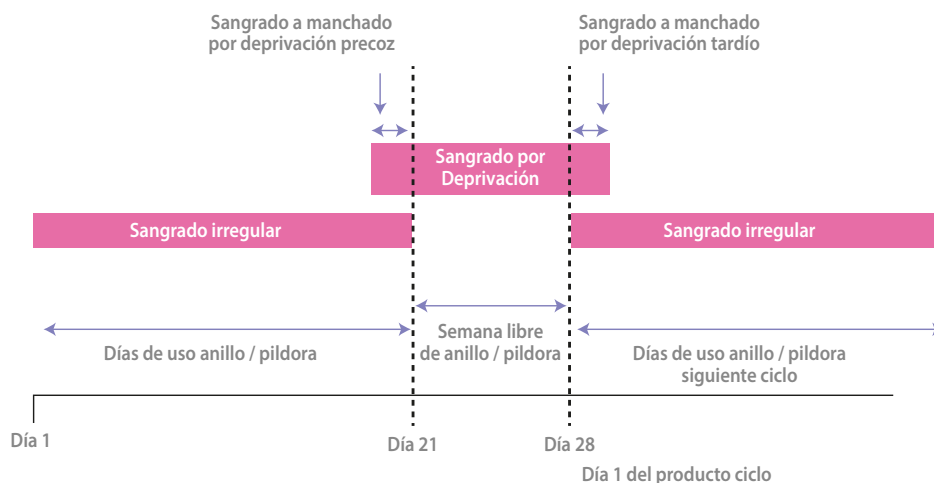 Sangrado a manchado
por deprivación precoz
Sangrado a manchado
por deprivación tardío
Sangrado por
Deprivación
Sangrado irregular
Sangrado irregular
Semana libre
de anillo / pildora
Días de uso anillo / pildora
Días de uso anillo / pildora
siguiente ciclo
Día 1
Día 21
Día 28
Día 1 del producto ciclo